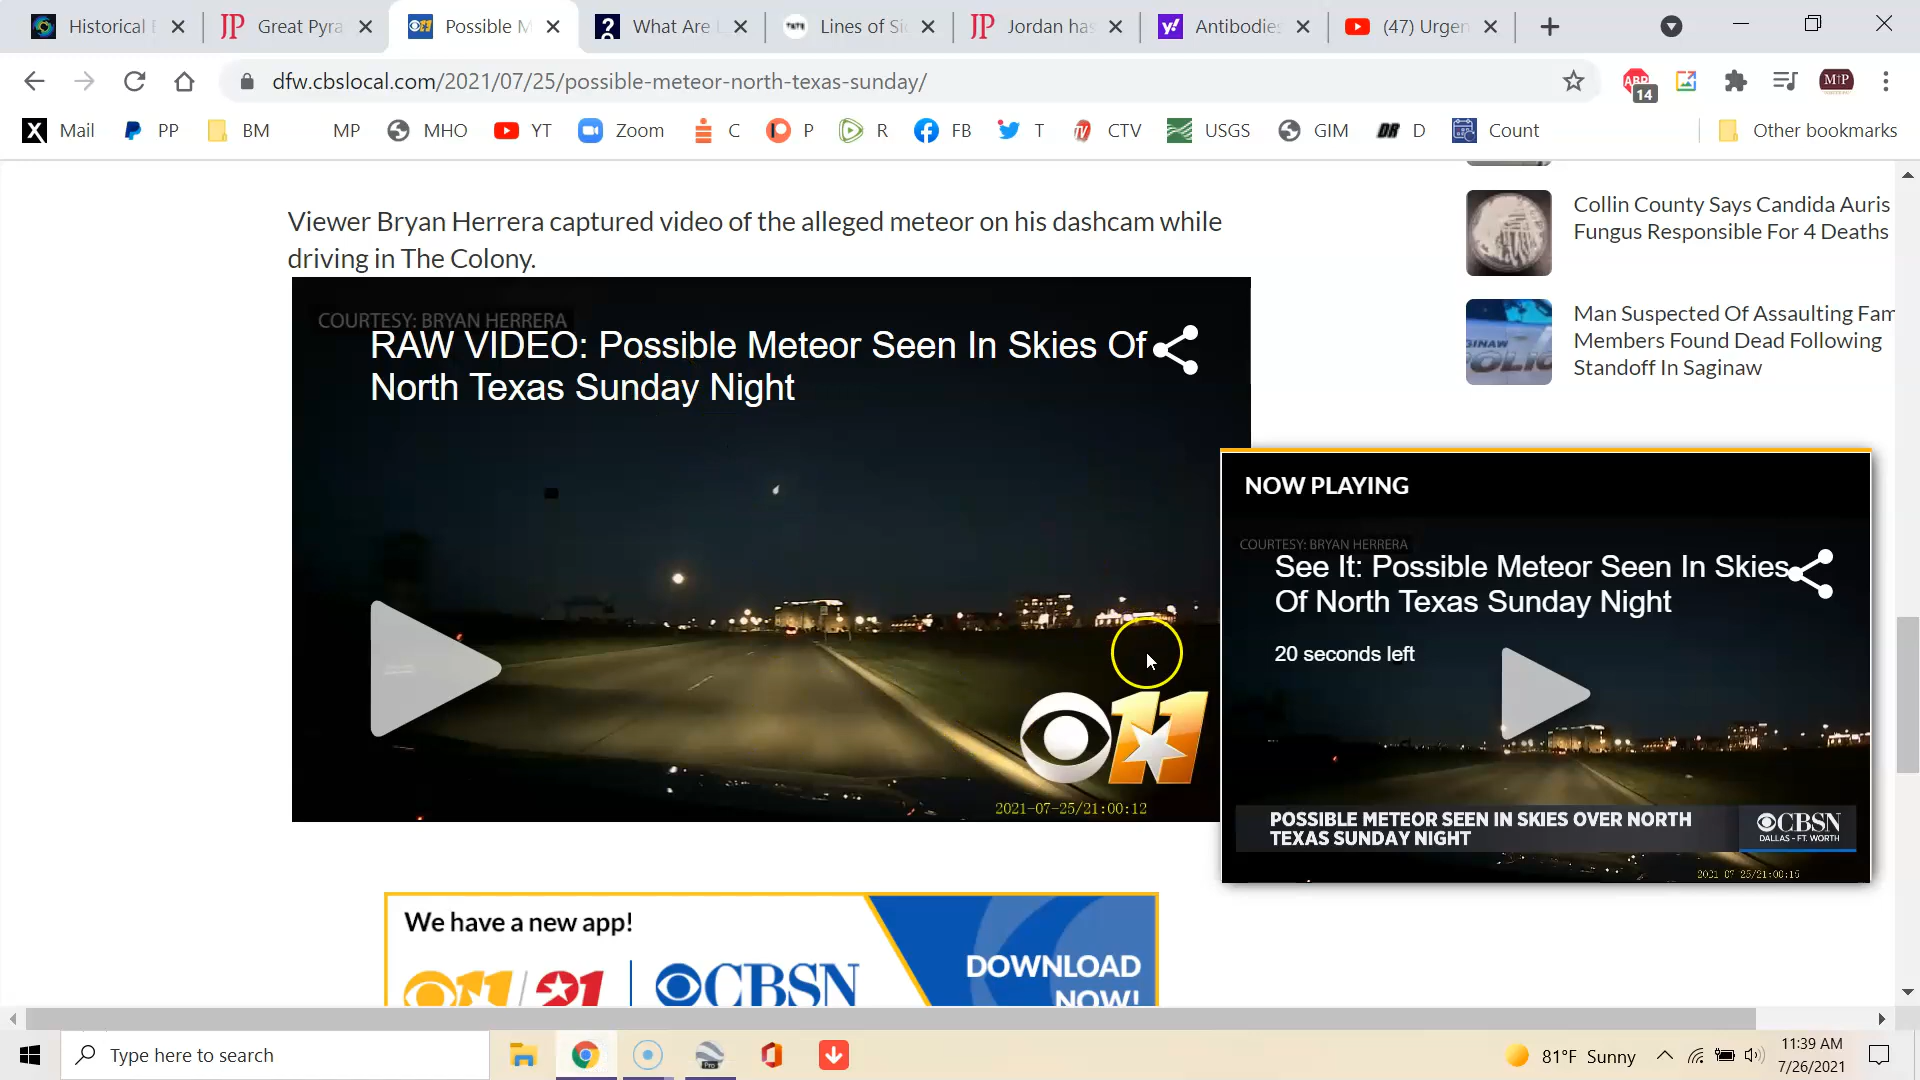 Historical E
Great Pyra
Possible M
What Are L
TATE
Lines of Sig
Jordan has
Antibodies
(47) Urgen
dfw.cbslocal.com/2021/07/25/possible-meteor-north-texas-sunday/
ABP
14
M↑P
Mail
PP
BM
MP
MHO
YT
Zoom
C
P
R
FB
T
CTV
USGS
GIM
D
Count
Other bookmarks
Viewer Bryan Herrera captured video of the alleged meteor on his dashcam while
driving in The Colony.
COURTESY: BRYAN HERRERA
RAW VIDEO: Possible Meteor Seen In Skies Of
North Texas Sunday Night
11
2021-07-25/21:00:12
Collin County Says Candida Auris
Fungus Responsible For 4 Deaths
Man Suspected Of Assaulting Fam
Members Found Dead Following
Standoff In Saginaw
NOW PLAYING
COURTESY: BRYAN HERRERA
See It: Possible Meteor Seen In Skies
Of North Texas Sunday Night
20 seconds left
POSSIBLE METEOR SEEN IN SKIES OVER NORTH
TEXAS SUNDAY NIGHT
CBSN
DALLAS - FT. WORTH
We have a new app!
11
21
CBSN
DOWNLOAD
NOW!
Type here to search
81°F Sunny
11:39 AM
7/26/2021